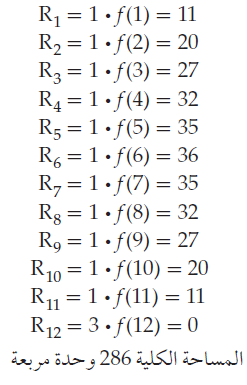 R₁ = 1 • f(1) = 11
R₂ = 1 • f(2) = 20
R₃ = 1 • f(3) = 27
R₄ = 1 • f(4) = 32
R₅ = 1 • f(5) = 35
R₆ = 1 • f(6) = 36
R₇ = 1 • f(7) = 35
R₈ = 1 • f(8) = 32
R₉ = 1 • f(9) = 27
R₁₀ = 1 • f(10) = 20
R₁₁ = 1 • f(11) = 11
R₁₂ = 3 • f(12) = 0
المساحة الكلية 286 وحدة مربعة